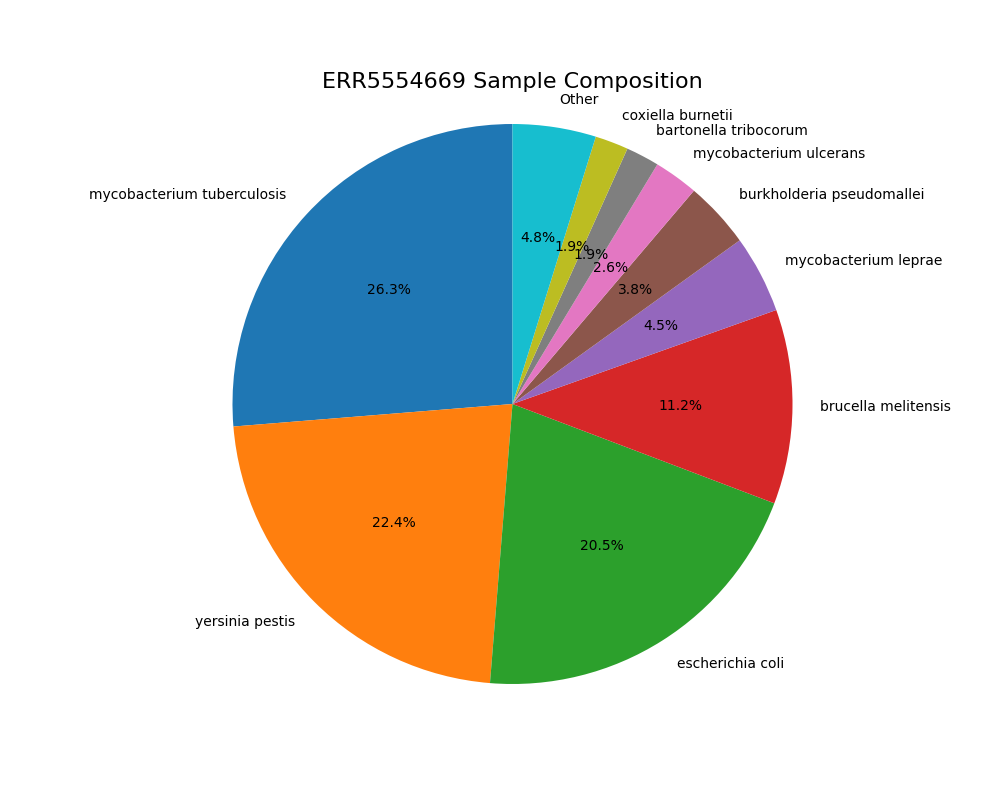 ERR5554669 Sample Composition
Other
coxiella burnetii
bartonella tribocorum
mycobacterium ulcerans
mycobacterium tuberculosis
burkholderia pseudomallei
4.8%
1.9%
1.9%
mycobacterium leprae
2.6%
26.3%
3.8%
4.5%
11.2%
brucella melitensis
22.4%
20.5%
yersinia pestis
escherichia coli